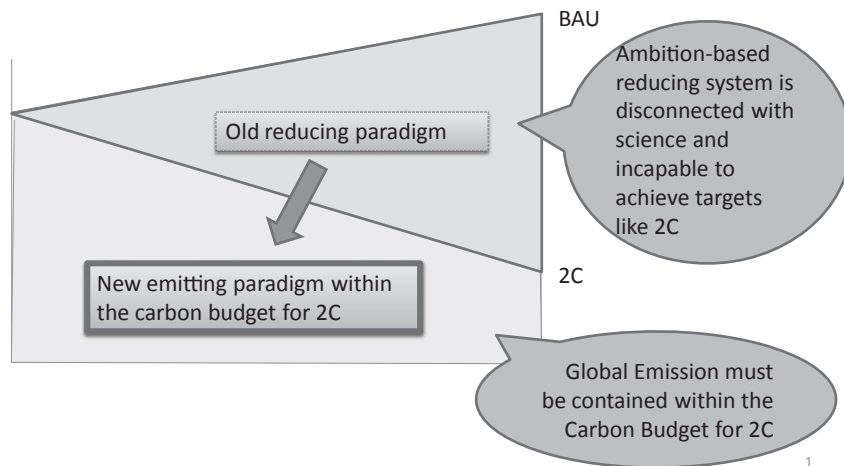 BAU
Ambition-based
reducing system is
disconnected with
science and
incapable to
achieve targets
like 2C
Old reducing paradigm
New emitting paradigm within
the carbon budget for 2C
2C
Global Emission must
be contained within the
Carbon Budget for 2C
1